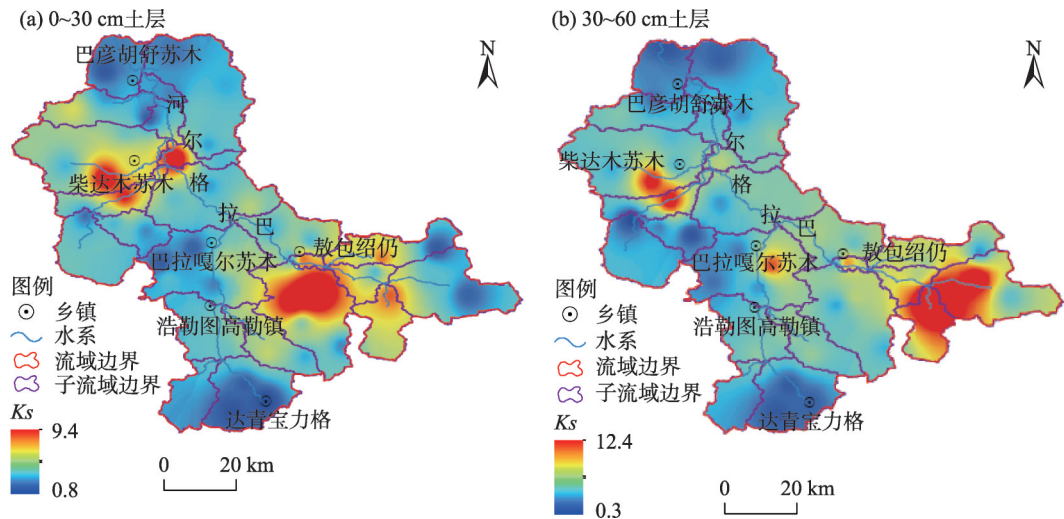 (a) 0~30 cm土层
N
巴彦胡舒苏木
河
尔
柴达木苏木
格
拉
巴
敖包绍仍
巴拉嘎尔苏木
浩勒图高勒镇
达青宝力格
图例
乡镇
水系
流域边界
子流域边界
Ks
9.4
0.8
0 20 km
(b) 30~60 cm土层
N
巴彦胡舒苏木
河
尔
柴达木苏木
格
拉
巴
敖包绍仍
巴拉嘎尔苏木
浩勒图高勒镇
达青宝力格
图例
乡镇
水系
流域边界
子流域边界
Ks
12.4
0.3
0 20 km